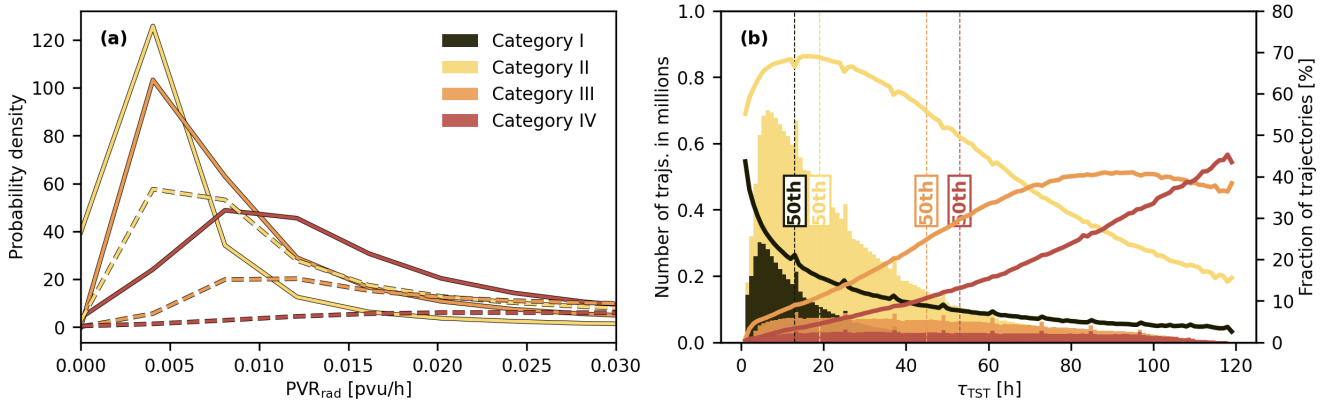 (a)
Category I
Category II
Category III
Category IV
Probability density
0
20
40
60
80
100
120
0.000
0.005
0.010
0.015
0.020
0.025
0.030
PVR_rad [pvu/h]
(b)
50th
50th
50th
50th
Number of trajs. in millions
0.0
0.2
0.4
0.6
0.8
1.0
0
20
40
60
80
100
120
τ_TST [h]
Fraction of trajectories [%]
0
10
20
30
40
50
60
70
80